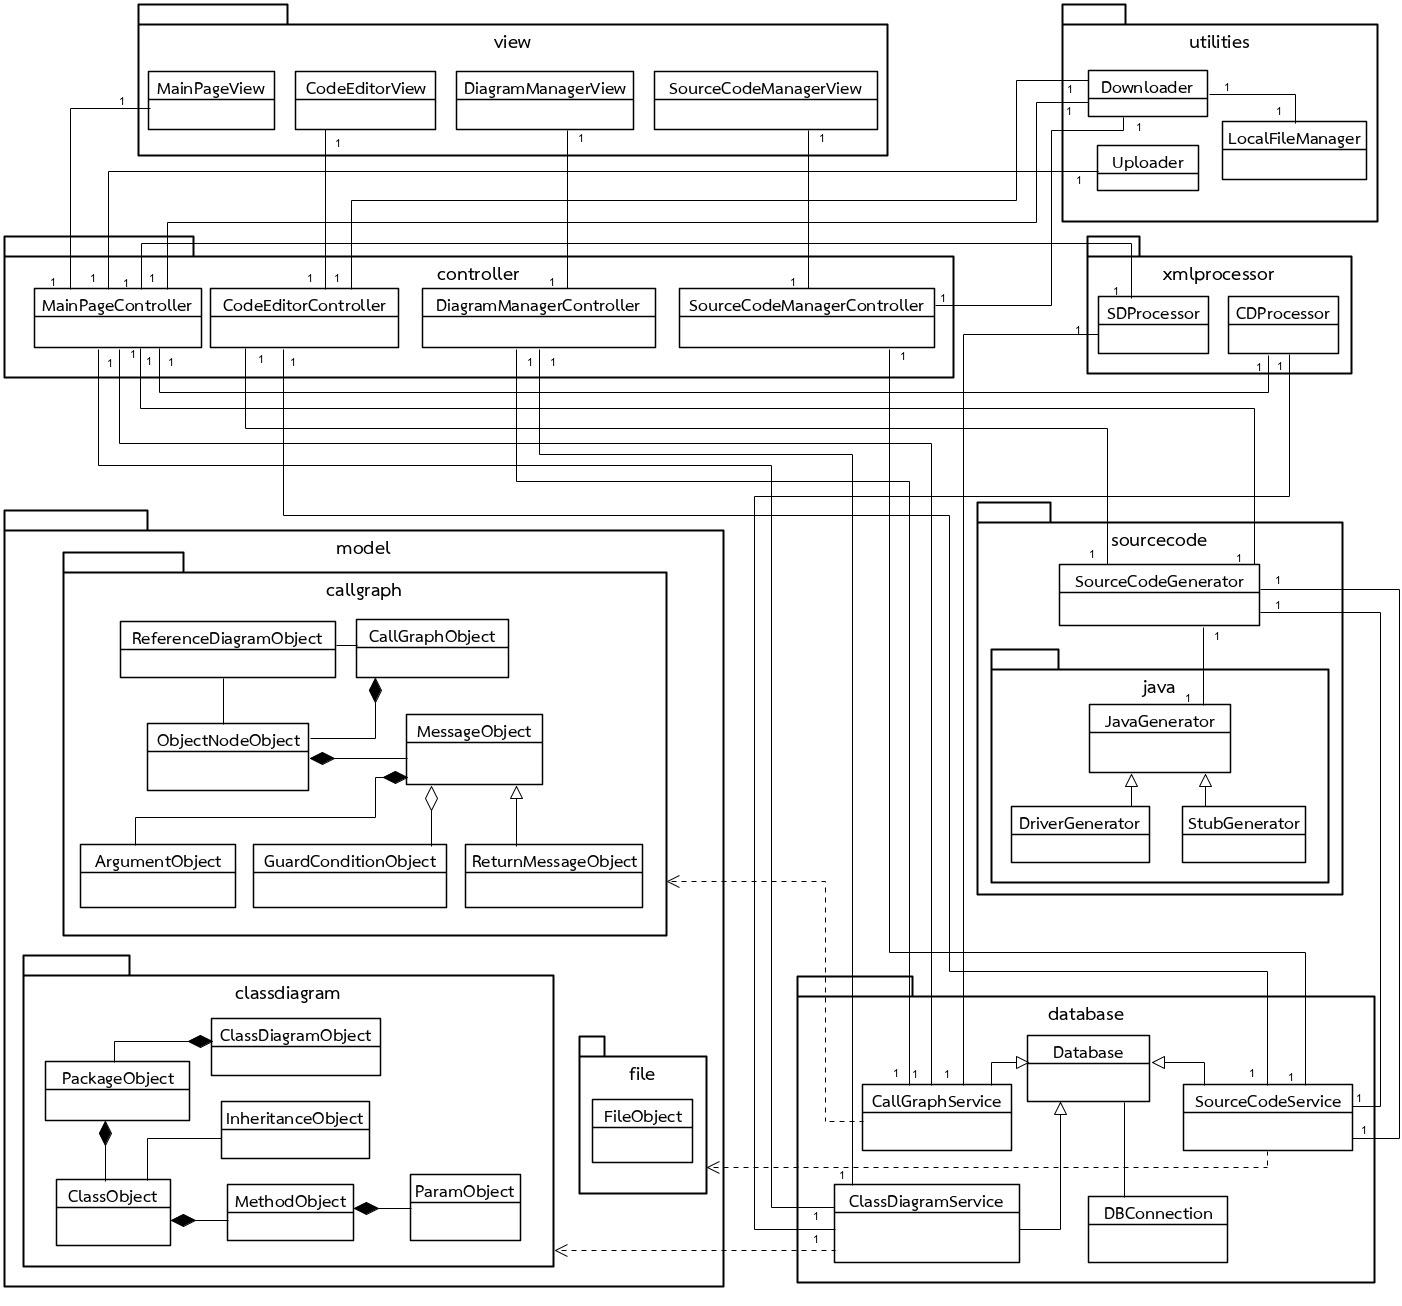 view
utilities
MainPageView
CodeEditorView
DiagramManagerView
SourceCodeManagerView
Downloader
LocalFileManager
Uploader
1
1
1
1
1
1
1
1
1
1
controller
xmlprocessor
1
1
1
1
1
1
1
1
1
1
MainPageController
CodeEditorController
DiagramManagerController
SourceCodeManagerController
SDProcessor
CDProcessor
1
1
1
1
1
1
1
1
1
1
1
1
1
model
callgraph
sourcecode
1
1
SourceCodeGenerator
1
1
1
ReferenceDiagramObject
CallGraphObject
ObjectNodeObject
MessageObject
java
1
JavaGenerator
DriverGenerator
StubGenerator
ArgumentObject
GuardConditionObject
ReturnMessageObject
classdiagram
database
ClassDiagramObject
PackageObject
InheritanceObject
file
FileObject
Database
1
1
1
1
1
CallGraphService
SourceCodeService
1
1
ClassObject
MethodObject
ParamObject
1
ClassDiagramService
1
1
DBConnection